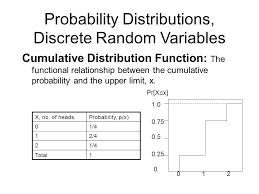 Probability Distributions,
Discrete Random Variables
Cumulative Distribution Function: The
functional relationship between the cumulative
probability and the upper limit, x.
Pr[X≤x]
X, no. of heads Probability, p(x)
0 1/4
1 2/4
2 1/4
Total 1
1.0
0.75
0.5
0.25
0
0 1 2